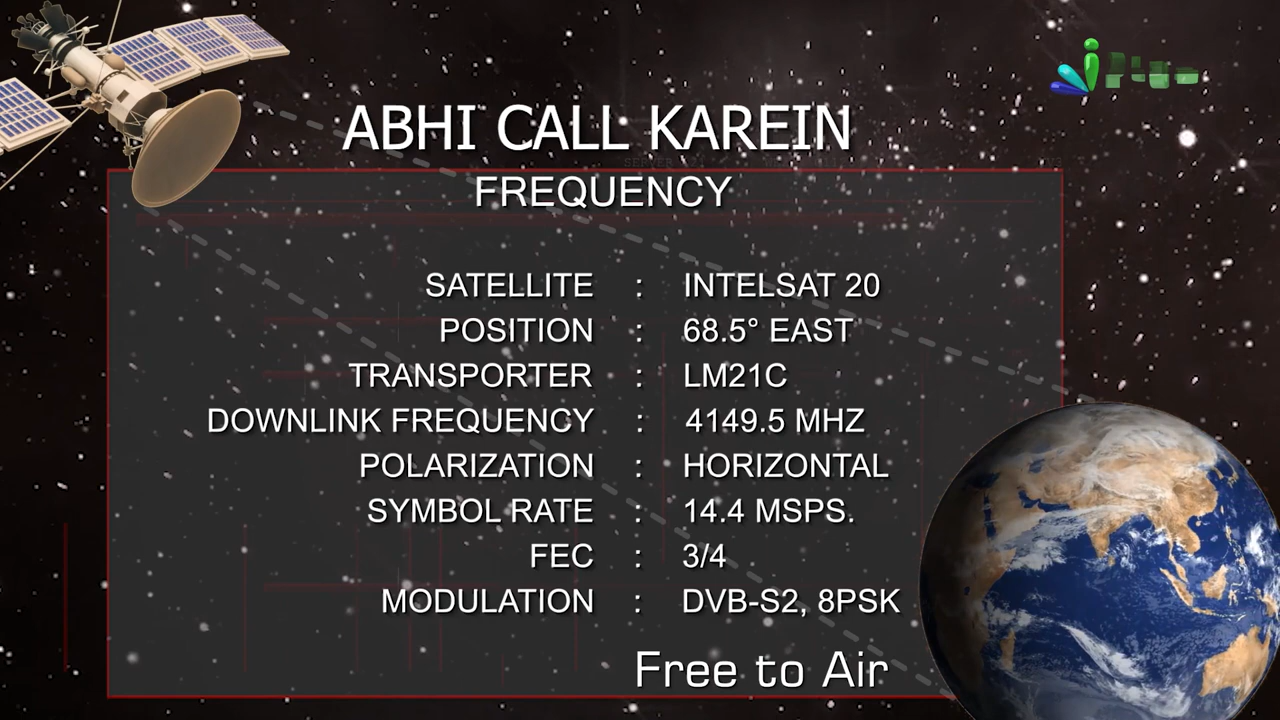 ABHI CALL KAREIN
FREQUENCY
SATELLITE : INTELSAT 20
POSITION : 68.5° EAST
TRANSPORTER : LM21C
DOWNLINK FREQUENCY : 4149.5 MHZ
POLARIZATION : HORIZONTAL
SYMBOL RATE : 14.4 MSPS.
FEC : 3/4
MODULATION : DVB-S2, 8PSK
Free to Air